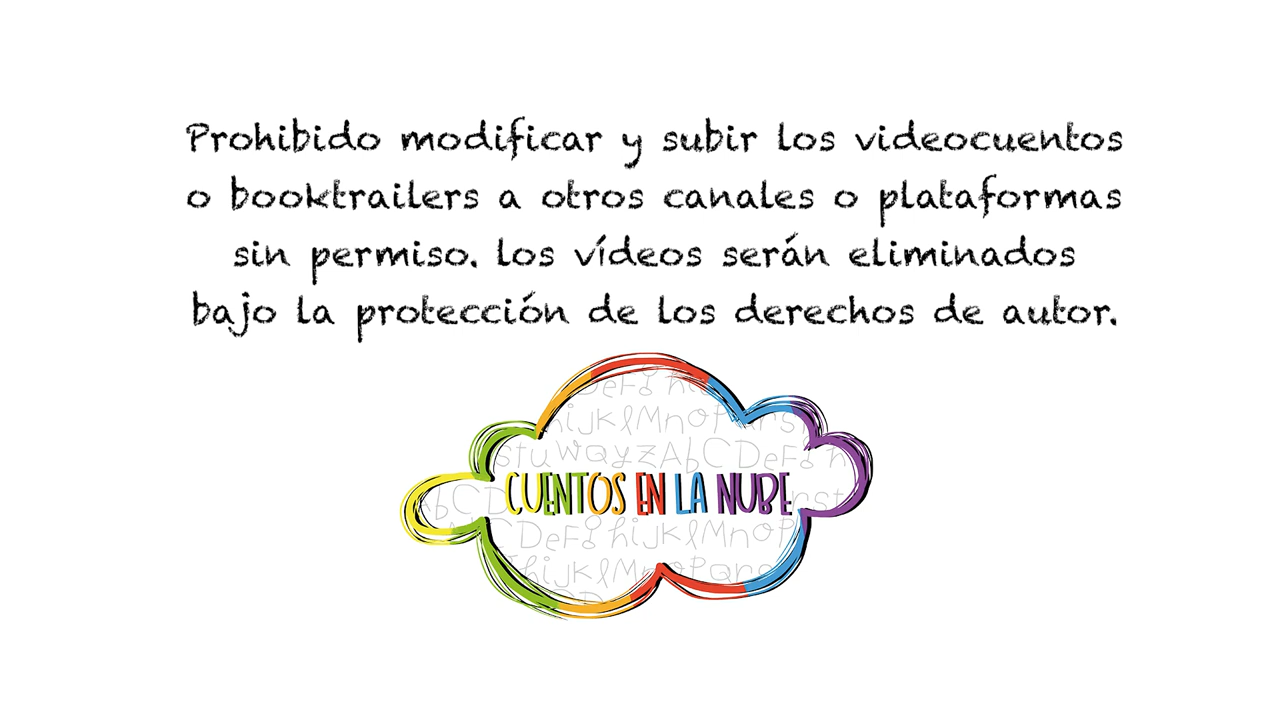 Prohibido modificar y subir los videocuentos
o booktrailers a otros canales o plataformas
sin permiso. Los vídeos serán eliminados
bajo la protección de los derechos de autor.
CUENTOS EN LA NUBE